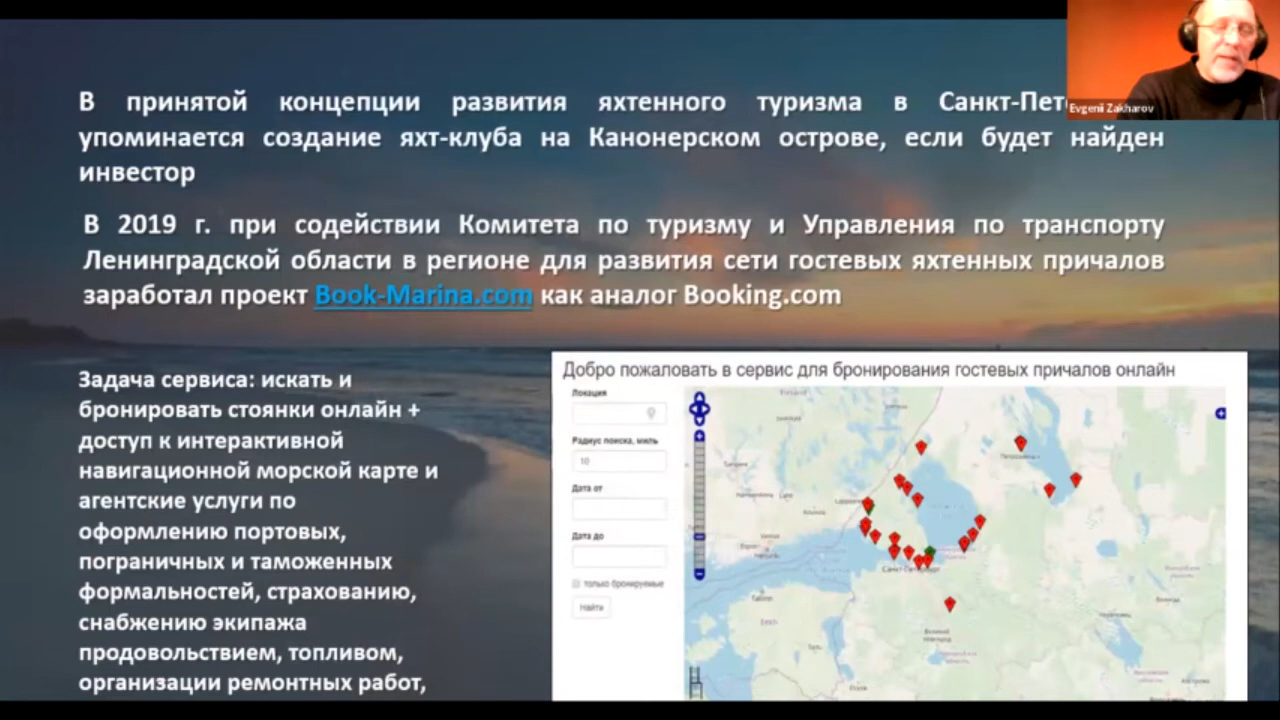 В принятой концепции развития яхтенного туризма в Санкт-Пет
упоминается создание яхт-клуба на Канонерском острове, если будет найден
инвестор
Evgenii Zakharov
В 2019 г. при содействии Комитета по туризму и Управления по транспорту
Ленинградской области в регионе для развития сети гостевых яхтенных причалов
заработал проект Book-Marina.com как аналог Booking.com
Задача сервиса: искать и
бронировать стоянки онлайн +
доступ к интерактивной
навигационной морской карте и
агентские услуги по
оформлению портовых,
пограничных и таможенных
формальностей, страхованию,
снабжению экипажа
продовольствием, топливом,
организации ремонтных работ,
Добро пожаловать в сервис для бронирования гостевых причалов онлайн
Локация
Радиус поиска, миль
10
Дата от
Дата до
только бронируемые
Найти
Санкт-Петербург
Великий
Новгород